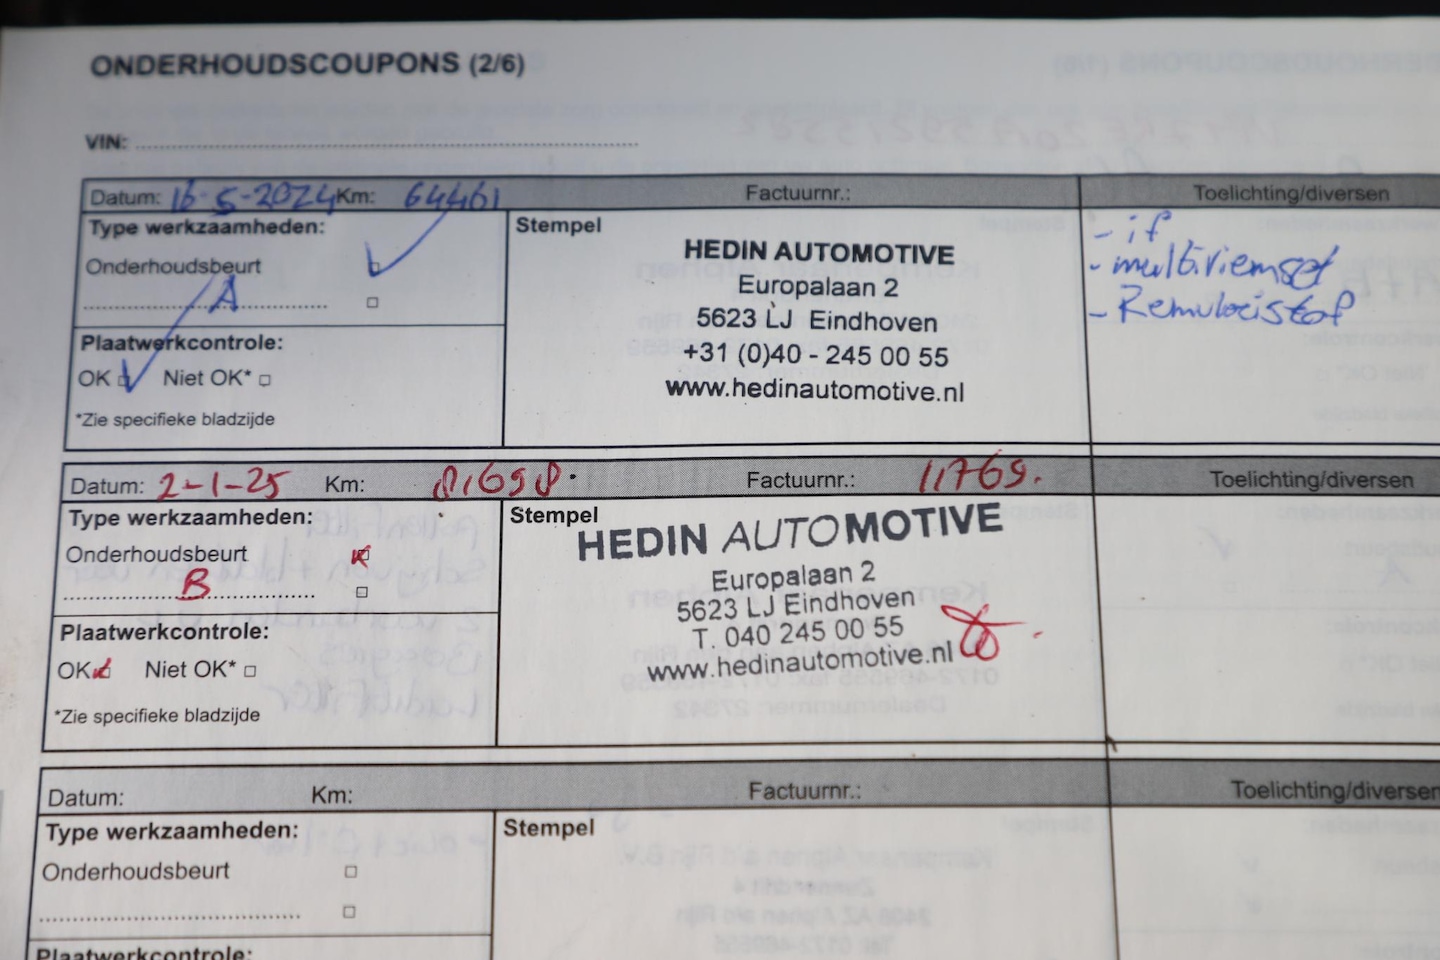 ONDERHOUDSCOUPONS (2/6)
VIN:
Datum: 16-5-2024 Km: 64461 Factuurnr.: Toelichting/diversen
Type werkzaamheden:
Onderhoudsbeurt
A
Plaatwerkcontrole:
OK Niet OK*
*Zie specifieke bladzijde
Stempel
HEDIN AUTOMOTIVE
Europalaan 2
5623 LJ Eindhoven
+31 (0)40 - 245 00 55
www.hedinautomotive.nl
- if
- multiriemset
- Remvloeistof
Datum: 2-1-25 Km: 81698. Factuurnr.: 11769. Toelichting/diversen
Type werkzaamheden:
Onderhoudsbeurt
B
Plaatwerkcontrole:
OK Niet OK*
*Zie specifieke bladzijde
Stempel
HEDIN AUTOMOTIVE
Europalaan 2
5623 LJ Eindhoven
T. 040 245 00 55
www.hedinautomotive.nl
Datum: Km: Factuurnr.: Toelichting/diversen
Type werkzaamheden:
Onderhoudsbeurt
Plaatwerkcontrole:
Stempel